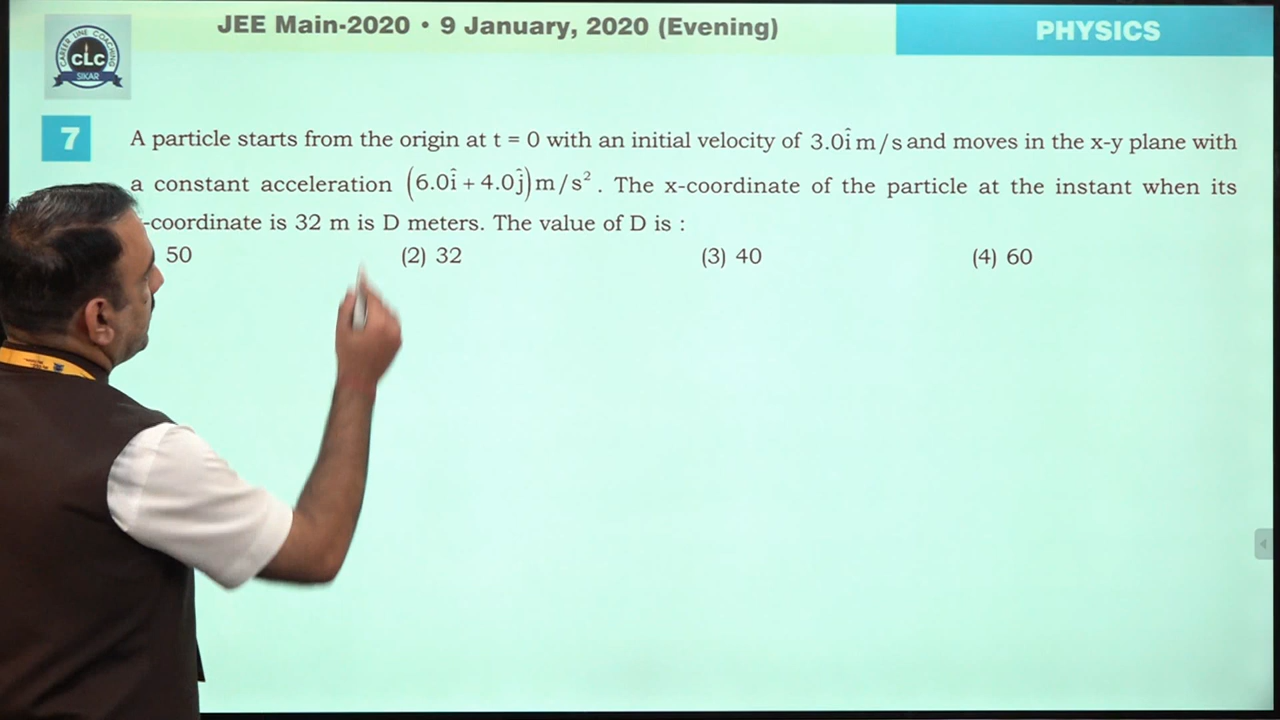 JEE Main-2020 • 9 January, 2020 (Evening)
PHYSICS
CAREER LINE COACHING
CLC
SIKAR
7
A particle starts from the origin at t = 0 with an initial velocity of 3.0î m/s and moves in the x-y plane with
a constant acceleration (6.0î + 4.0ĵ) m/s². The x-coordinate of the particle at the instant when its
-coordinate is 32 m is D meters. The value of D is :
50
(2) 32
(3) 40
(4) 60